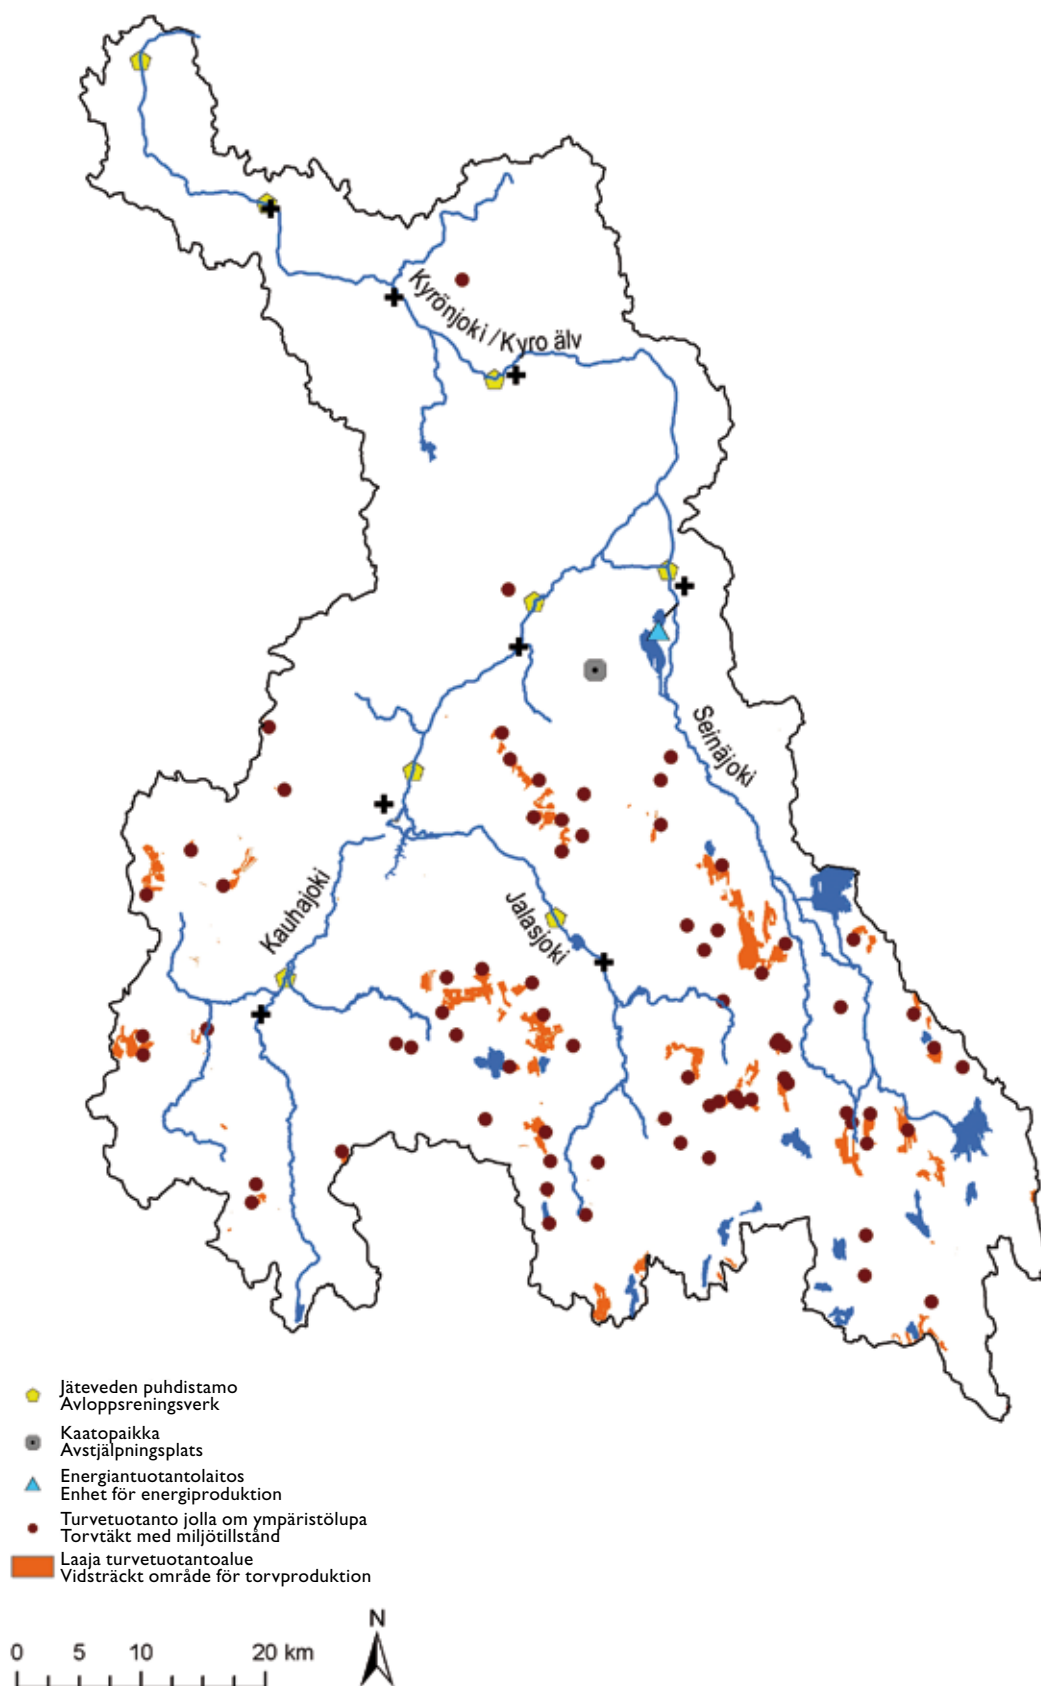 Kyrönjoki / Kyro älv
Seinäjoki
Kauhajoki
Jalasjoki
Jäteveden puhdistamo
Avloppsreningsverk
Kaatopaikka
Avstjälpningsplats
Energiantuotantolaitos
Enhet för energiproduktion
Turvetuotanto jolla om ympäristölupa
Torvtäkt med miljötillstånd
Laaja turvetuotantoalue
Vidsträckt område för torvproduktion
N
0 5 10 20 km